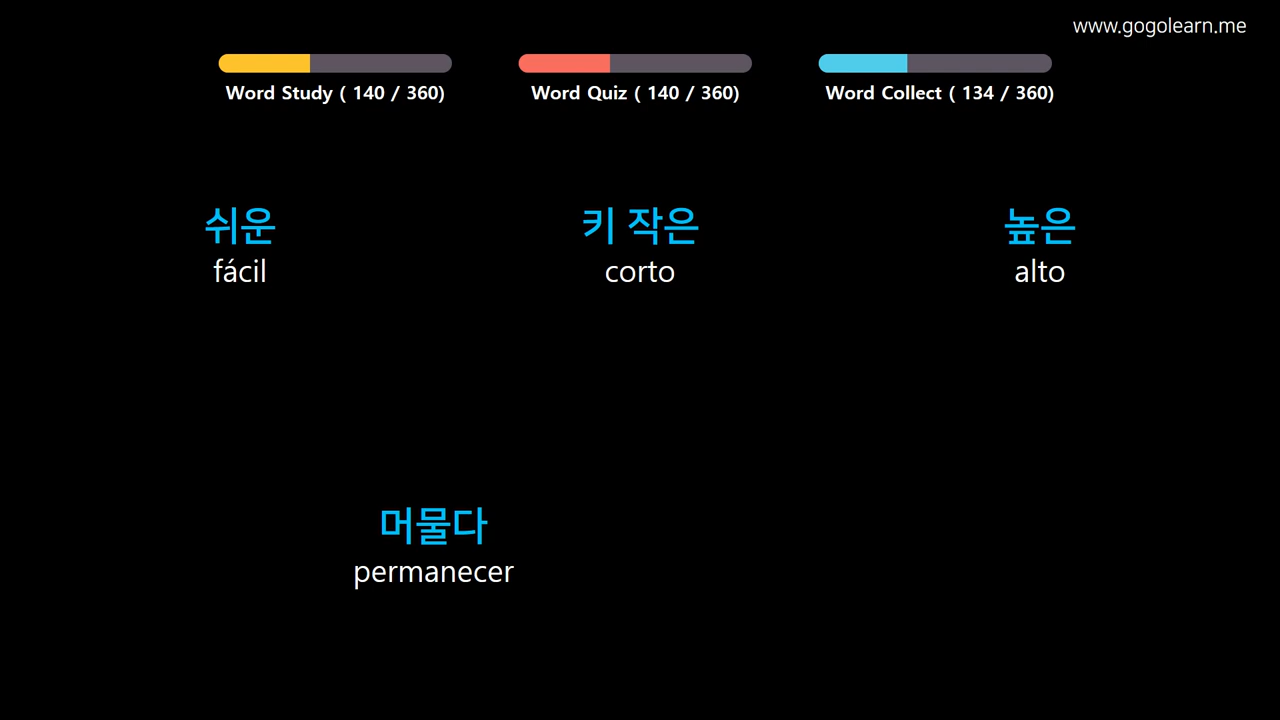 www.gogolearn.me
Word Study ( 140 / 360)
Word Quiz ( 140 / 360)
Word Collect ( 134 / 360)
쉬운
fácil
키 작은
corto
높은
alto
머물다
permanecer